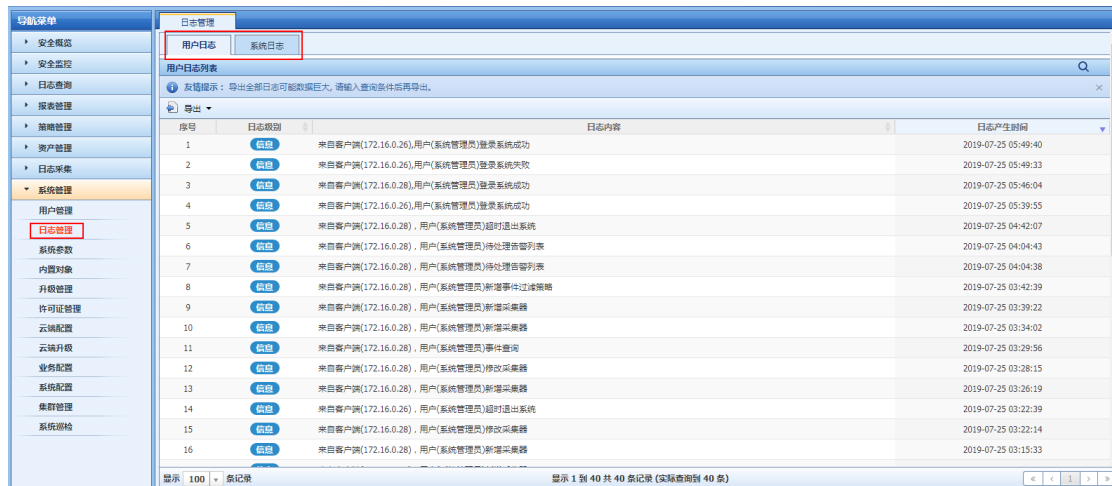 导航菜单
安全概览
安全监控
日志查询
报表管理
策略管理
资产管理
日志采集
系统管理
用户管理
日志管理
系统参数
内置对象
升级管理
许可证管理
云端配置
云端升级
业务配置
系统配置
集群管理
系统巡检
日志管理
用户日志 系统日志
用户日志列表
友情提示：导出全部日志可能数据巨大, 请输入查询条件后再导出。 ×
导出
序号 日志级别 日志内容 日志产生时间
1 信息 来自客户端(172.16.0.26),用户(系统管理员)登录系统成功 2019-07-25 05:49:40
2 信息 来自客户端(172.16.0.26),用户(系统管理员)登录系统失败 2019-07-25 05:49:33
3 信息 来自客户端(172.16.0.28),用户(系统管理员)登录系统成功 2019-07-25 05:46:04
4 信息 来自客户端(172.16.0.26),用户(系统管理员)登录系统成功 2019-07-25 05:39:55
5 信息 来自客户端(172.16.0.28)，用户(系统管理员)超时退出系统 2019-07-25 04:42:07
6 信息 来自客户端(172.16.0.28)，用户(系统管理员)待处理告警列表 2019-07-25 04:04:43
7 信息 来自客户端(172.16.0.28)，用户(系统管理员)待处理告警列表 2019-07-25 04:04:38
8 信息 来自客户端(172.16.0.28)，用户(系统管理员)新增事件过滤策略 2019-07-25 03:42:39
9 信息 来自客户端(172.16.0.28)，用户(系统管理员)新增采集器 2019-07-25 03:39:22
10 信息 来自客户端(172.16.0.28)，用户(系统管理员)新增采集器 2019-07-25 03:34:02
11 信息 来自客户端(172.16.0.28)，用户(系统管理员)事件查询 2019-07-25 03:29:56
12 信息 来自客户端(172.16.0.28)，用户(系统管理员)修改采集器 2019-07-25 03:28:15
13 信息 来自客户端(172.16.0.28)，用户(系统管理员)新增采集器 2019-07-25 03:26:19
14 信息 来自客户端(172.16.0.26)，用户(系统管理员)超时退出系统 2019-07-25 03:22:39
15 信息 来自客户端(172.16.0.28)，用户(系统管理员)修改采集器 2019-07-25 03:22:14
16 信息 来自客户端(172.16.0.28)，用户(系统管理员)新增采集器 2019-07-25 03:15:33
显示 100 条记录 显示 1 到 40 共 40 条记录 (实际查询到 40 条) « ‹ 1 › »